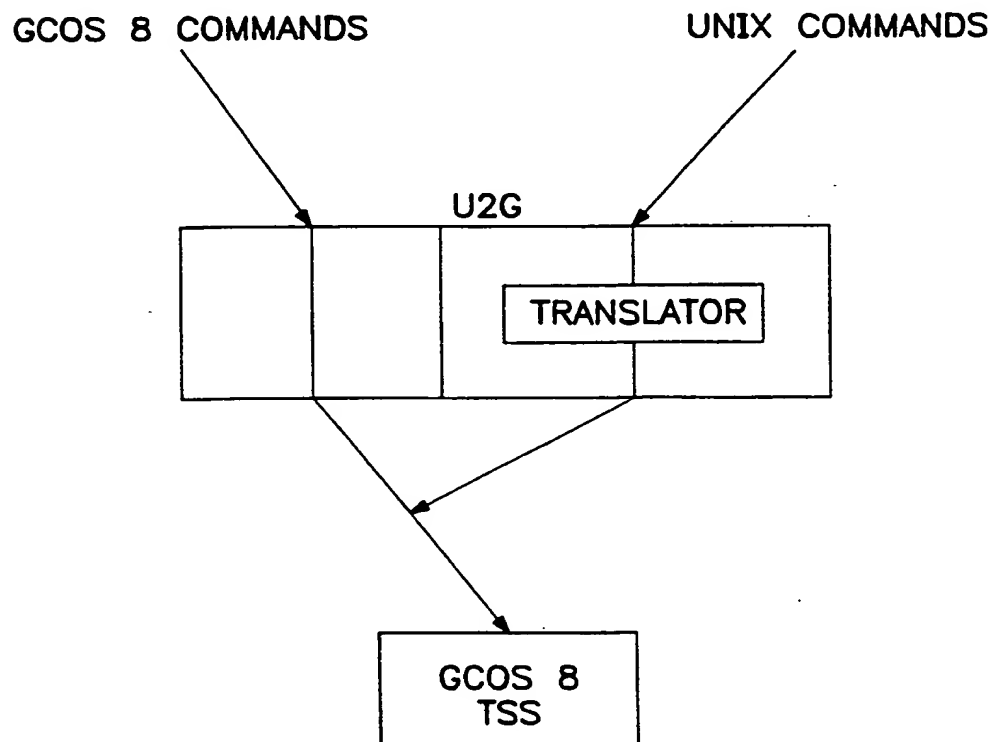 GCOS 8 COMMANDS
UNIX COMMANDS
U2G
TRANSLATOR
GCOS 8
TSS